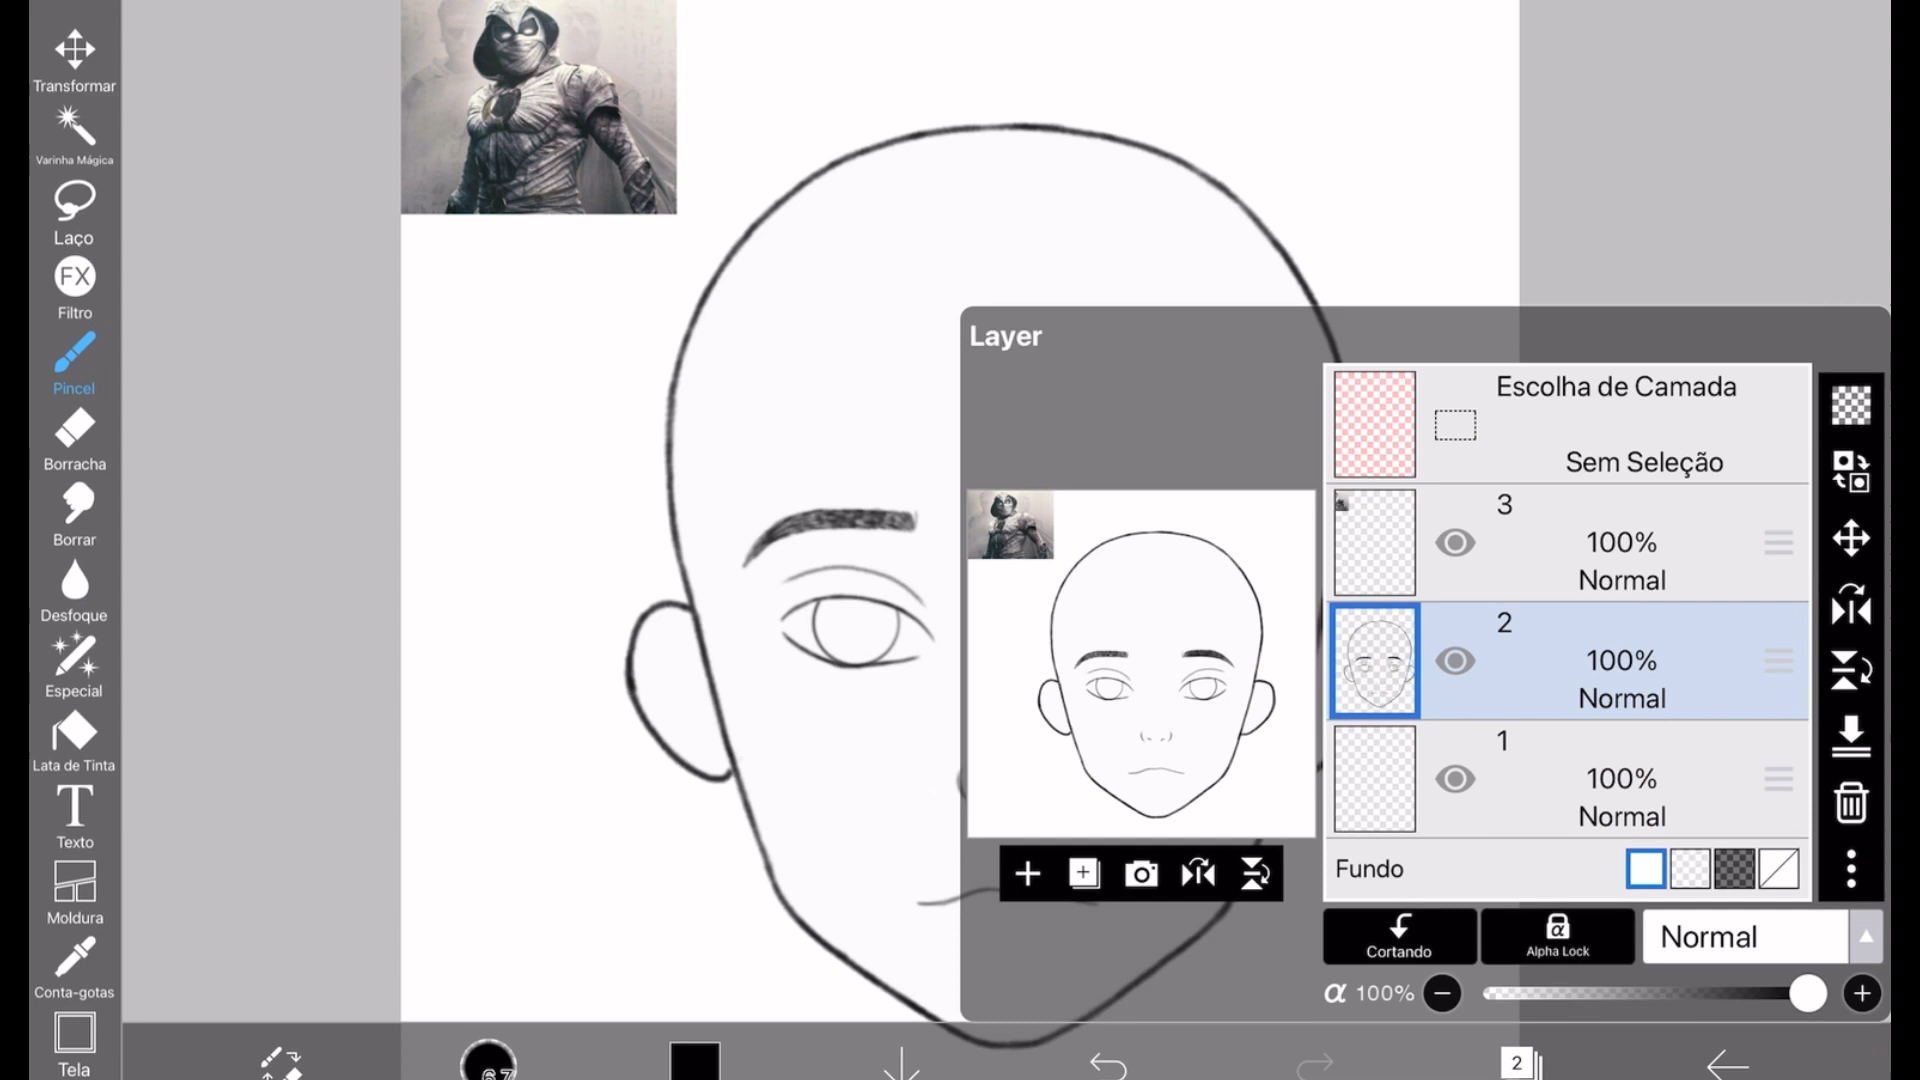 Transformar
Varinha Mágica
Laço
FX
Filtro
Pincel
Borracha
Borrar
Desfoque
Especial
Lata de Tinta
T
Texto
Moldura
Conta-gotas
Tela
Layer
Escolha de Camada
Sem Seleção
3
100%
Normal
2
100%
Normal
1
100%
Normal
Fundo
Cortando
α
Alpha Lock
Normal
α 100%
67
2